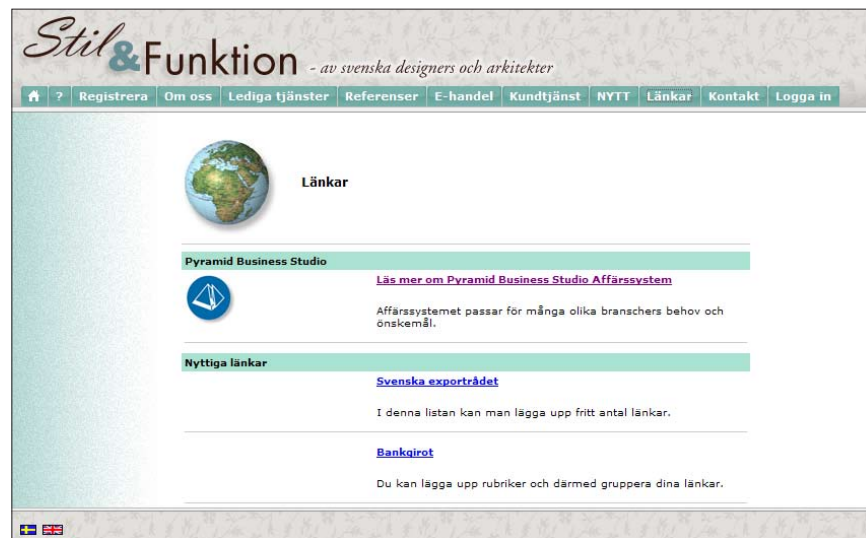 Stil&Funktion - av svenska designers och arkitekter
? Registrera Om oss Lediga tjänster Referenser E-handel Kundtjänst NYTT Länkar Kontakt Logga in
Länkar
Pyramid Business Studio
Läs mer om Pyramid Business Studio Affärssystem
Affärssystemet passar för många olika branschers behov och
önskemål.
Nyttiga länkar
Svenska exportrådet
I denna listan kan man lägga upp fritt antal länkar.
Bankgirot
Du kan lägga upp rubriker och därmed gruppera dina länkar.